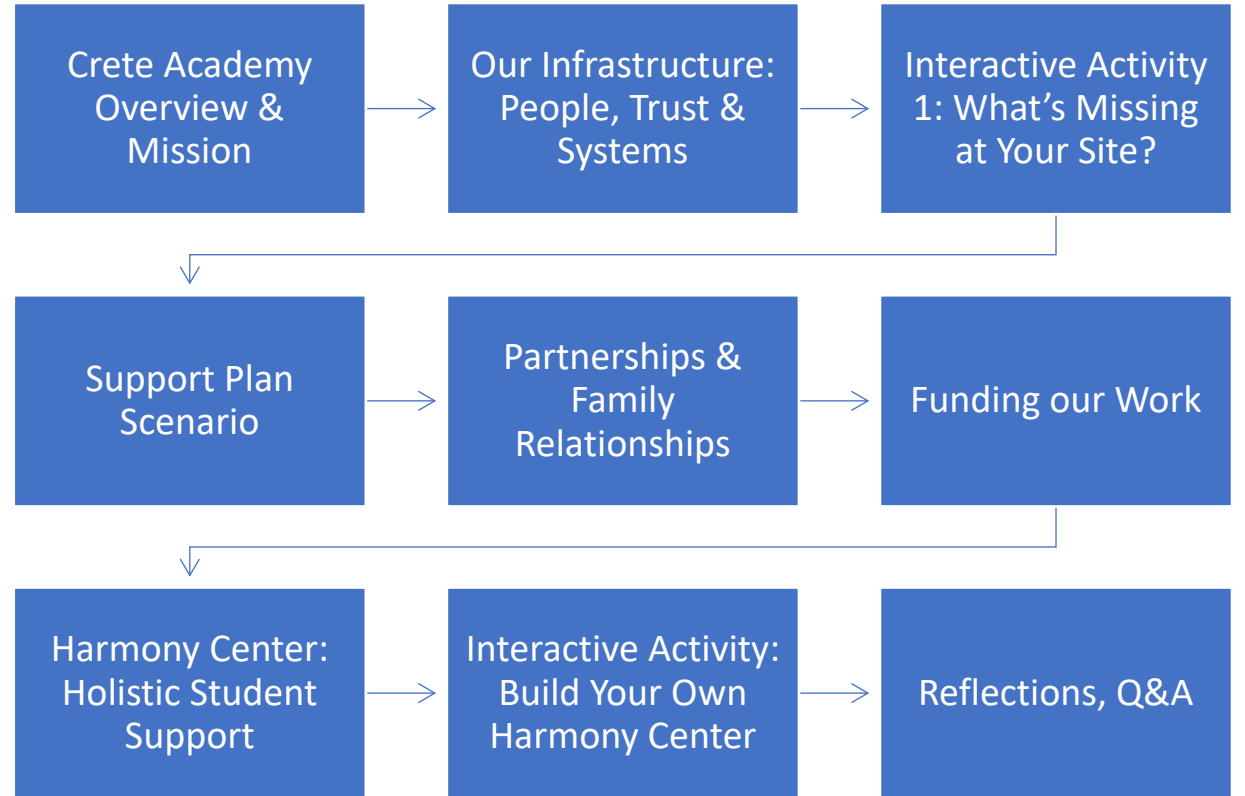 Crete Academy
Overview &
Mission
Our Infrastructure:
People, Trust &
Systems
Interactive Activity
1: What’s Missing
at Your Site?
Support Plan
Scenario
Partnerships &
Family
Relationships
Funding our Work
Harmony Center:
Holistic Student
Support
Interactive Activity:
Build Your Own
Harmony Center
Reflections, Q&A